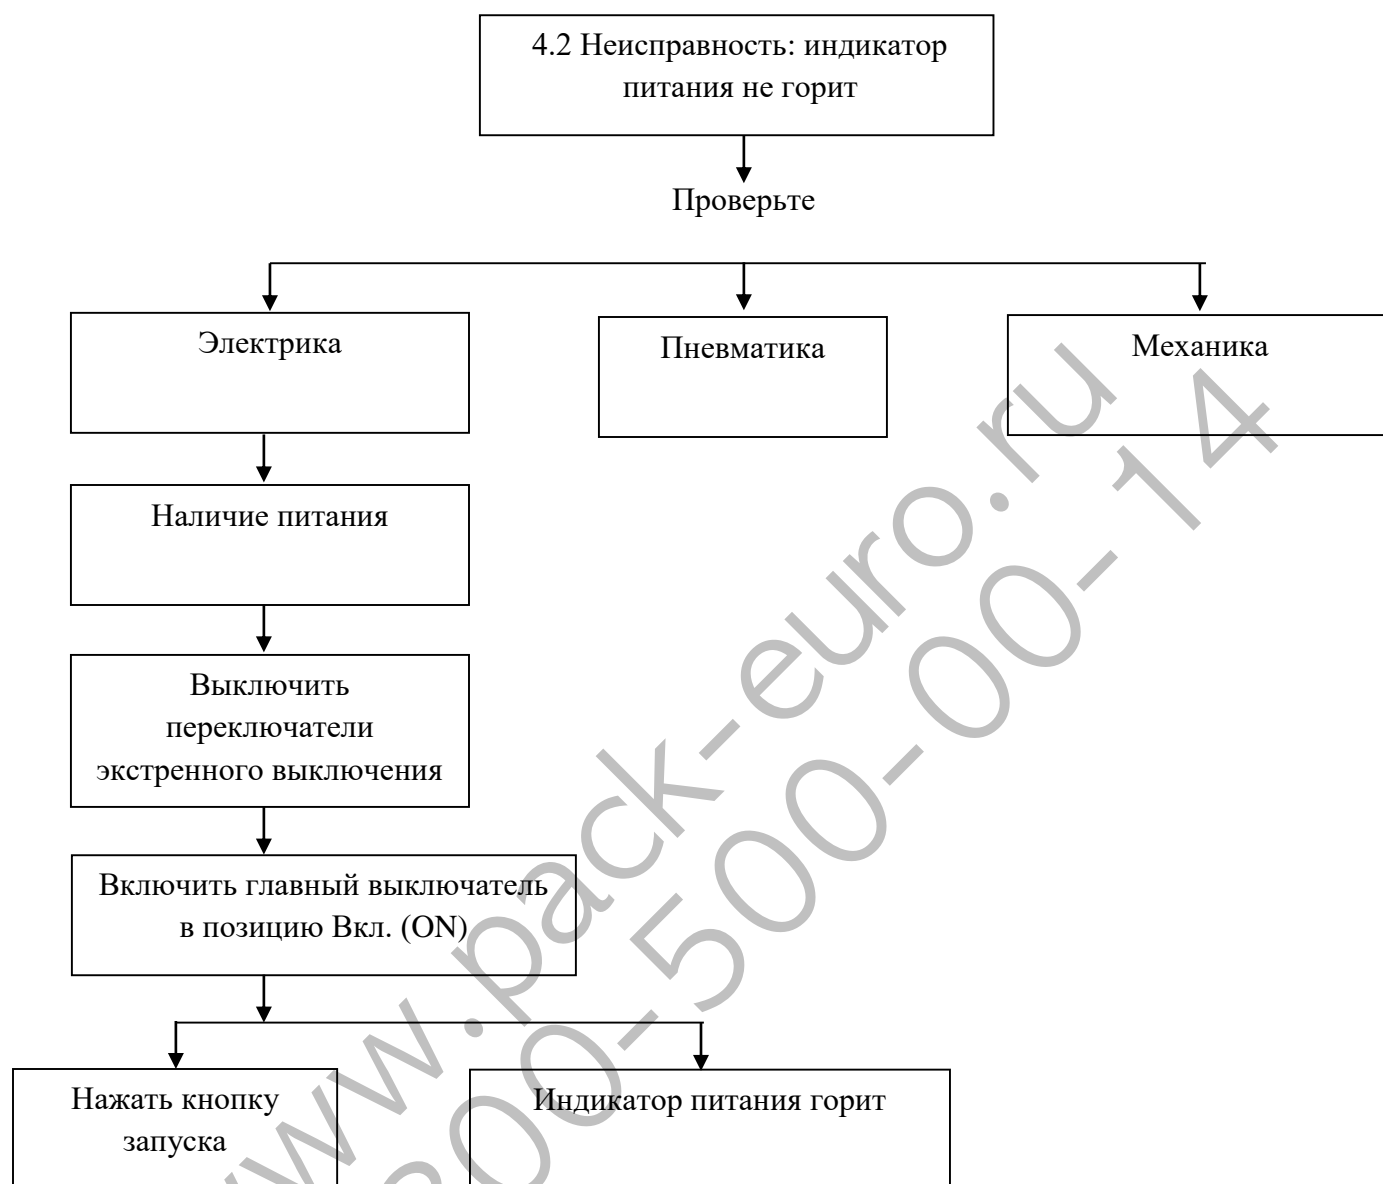 4.2 Неисправность: индикатор
питания не горит
Проверьте
Электрика
Пневматика
Механика
Наличие питания
Выключить
переключатели
экстренного выключения
Включить главный выключатель
в позицию Вкл. (ON)
Нажать кнопку
запуска
Индикатор питания горит
www.pack-euro.ru
800-500-00-14